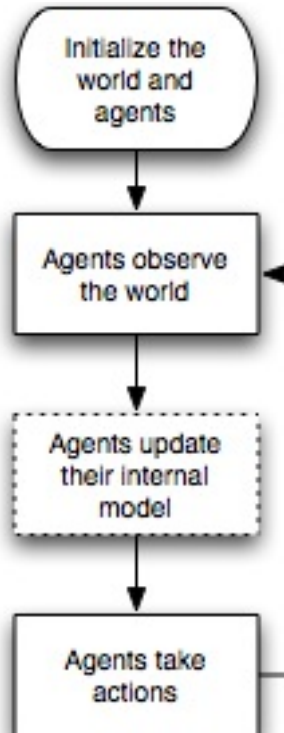 Initialize the
world and
agents
Agents observe
the world
Agents update
their internal
model
Agents take
actions